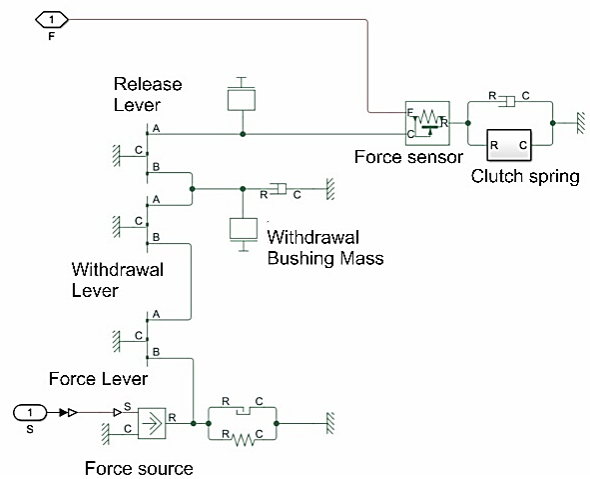 1
F
Release
Lever
A
C
B
F
C
R
Force sensor
R C
R C
Clutch spring
A
C
B
R C
Withdrawal
Bushing Mass
Withdrawal
Lever
A
C
B
Force Lever
1
S
S
C
R
R C
R C
Force source